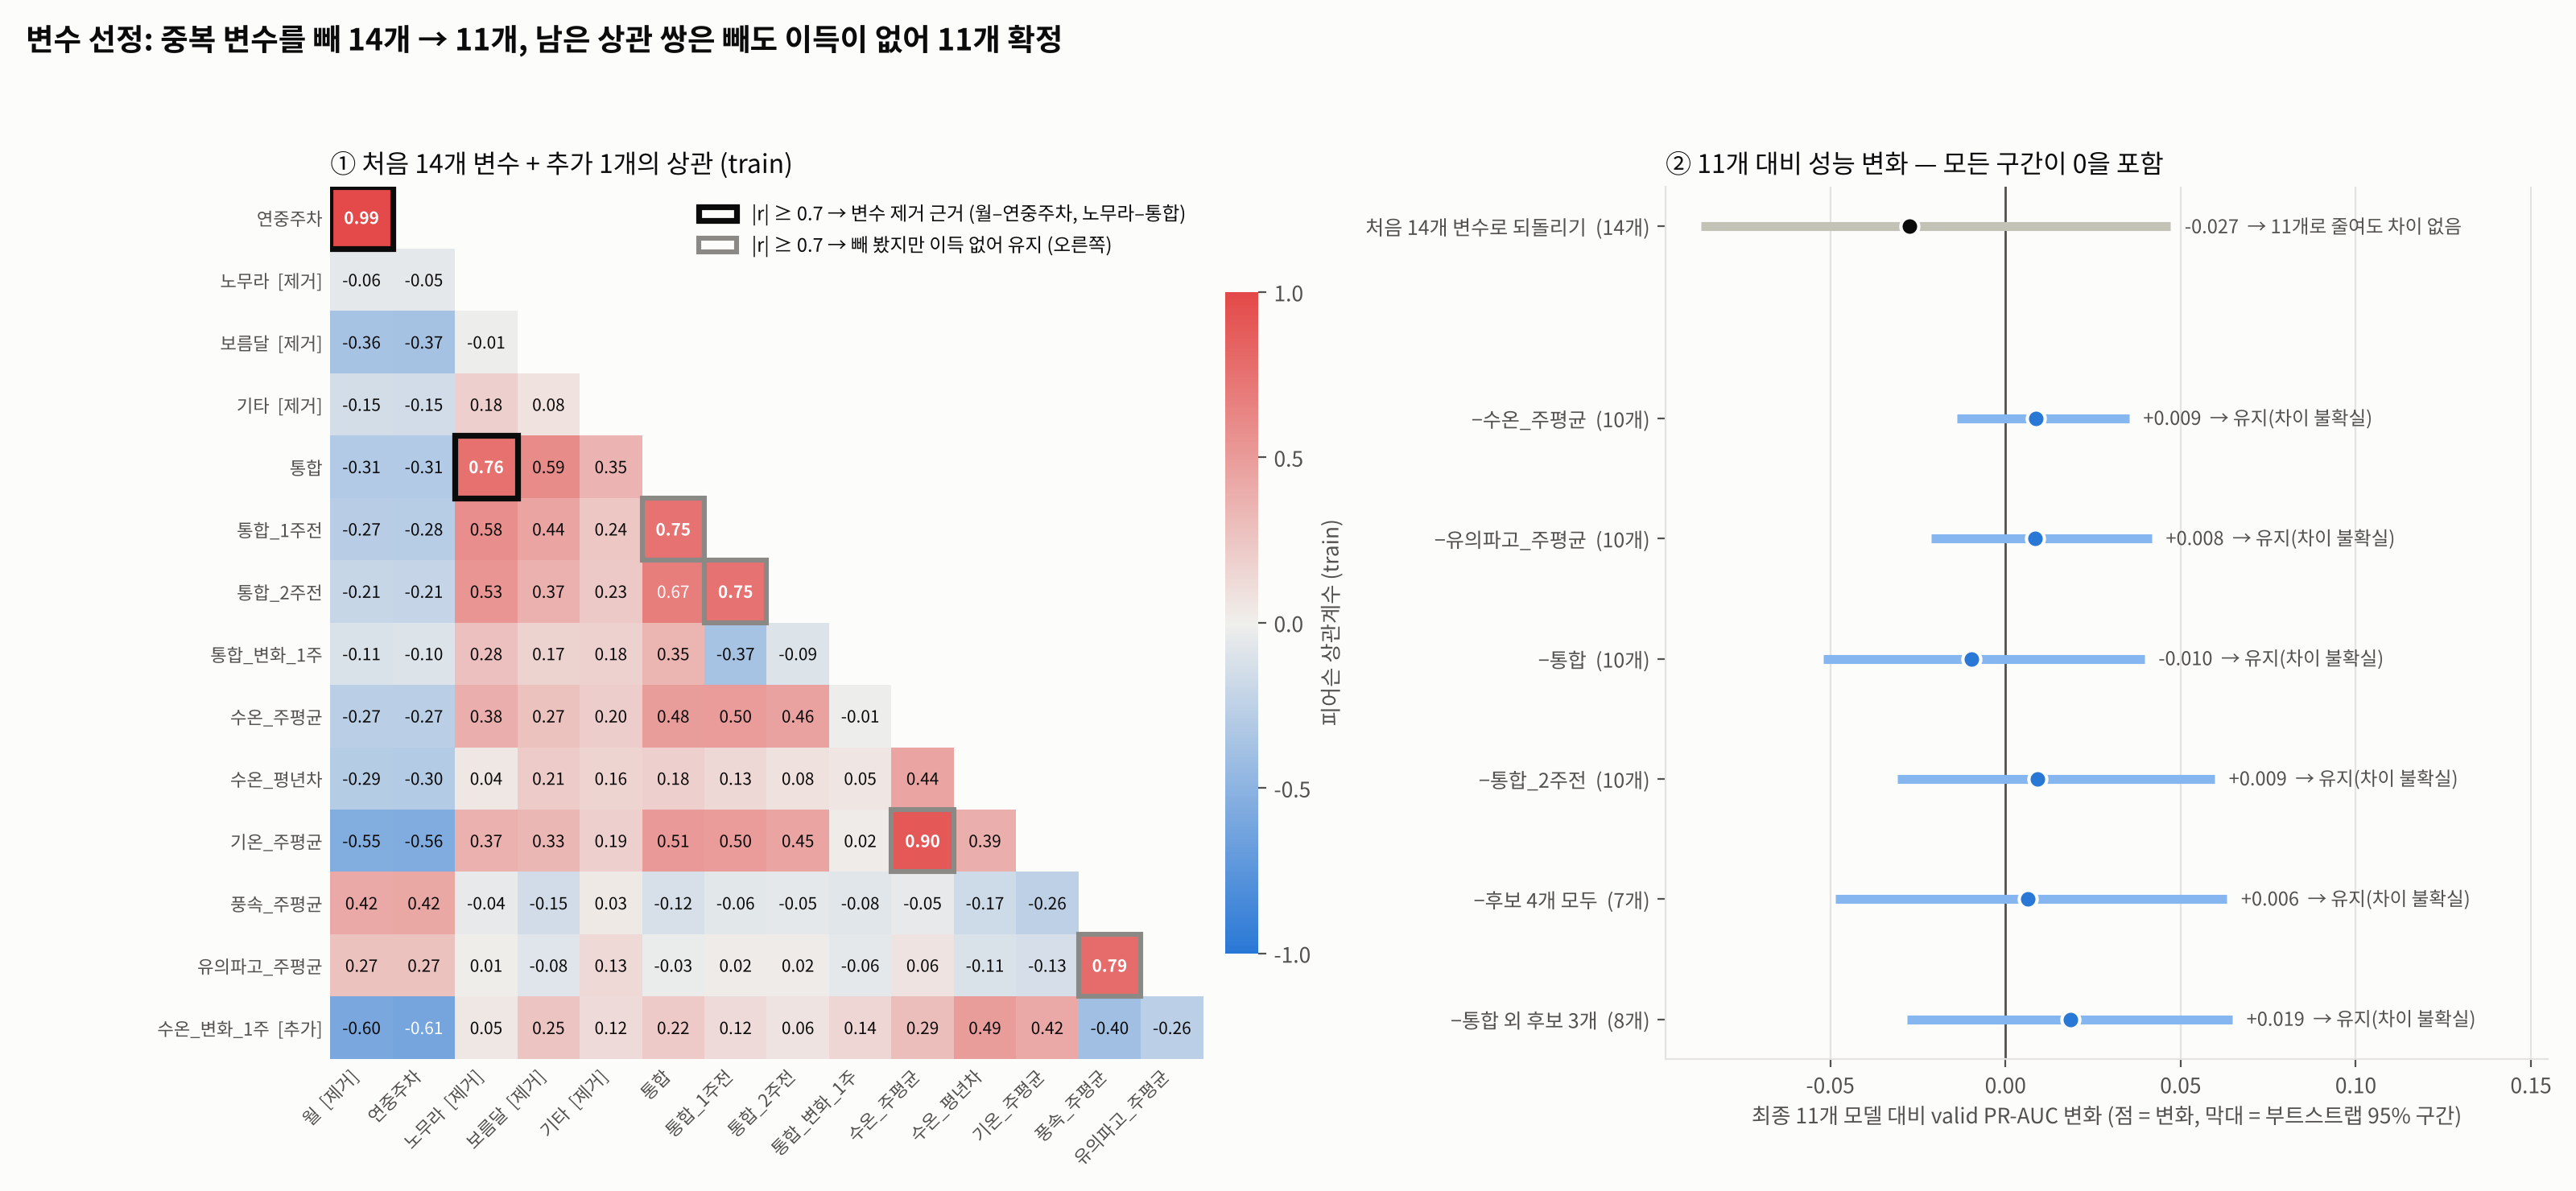 변수 선정: 중복 변수를 빼 14개 → 11개, 남은 상관 쌍은 빼도 이득이 없어 11개 확정
① 처음 14개 변수 + 추가 1개의 상관 (train)
|r| ≥ 0.7 → 변수 제거 근거 (월–연중주차, 노무라–통합)
|r| ≥ 0.7 → 빼 봤지만 이득 없어 유지 (오른쪽)
연중주차 0.99
노무라 [제거] -0.06 -0.05
보름달 [제거] -0.36 -0.37 -0.01
기타 [제거] -0.15 -0.15 0.18 0.08
통합 -0.31 -0.31 0.76 0.59 0.35
통합_1주전 -0.27 -0.28 0.58 0.44 0.24 0.75
통합_2주전 -0.21 -0.21 0.53 0.37 0.23 0.67 0.75
통합_변화_1주 -0.11 -0.10 0.28 0.17 0.18 0.35 -0.37 -0.09
수온_주평균 -0.27 -0.27 0.38 0.27 0.20 0.48 0.50 0.46 -0.01
수온_평년차 -0.29 -0.30 0.04 0.21 0.16 0.18 0.13 0.08 0.05 0.44
기온_주평균 -0.55 -0.56 0.37 0.33 0.19 0.51 0.50 0.45 0.02 0.90 0.39
풍속_주평균 0.42 0.42 -0.04 -0.15 0.03 -0.12 -0.06 -0.05 -0.08 -0.05 -0.17 -0.26
유의파고_주평균 0.27 0.27 0.01 -0.08 0.13 -0.03 0.02 0.02 -0.06 0.06 -0.11 -0.13 0.79
수온_변화_1주 [추가] -0.60 -0.61 0.05 0.25 0.12 0.22 0.12 0.06 0.14 0.29 0.49 0.42 -0.40 -0.26
월 [제거]
연중주차
노무라 [제거]
보름달 [제거]
기타 [제거]
통합
통합_1주전
통합_2주전
통합_변화_1주
수온_주평균
수온_평년차
기온_주평균
풍속_주평균
유의파고_주평균
1.0
0.5
0.0
-0.5
-1.0
피어슨 상관계수 (train)
② 11개 대비 성능 변화 — 모든 구간이 0을 포함
처음 14개 변수로 되돌리기 (14개) -0.027 → 11개로 줄여도 차이 없음
−수온_주평균 (10개) +0.009 → 유지(차이 불확실)
−유의파고_주평균 (10개) +0.008 → 유지(차이 불확실)
−통합 (10개) -0.010 → 유지(차이 불확실)
−통합_2주전 (10개) +0.009 → 유지(차이 불확실)
−후보 4개 모두 (7개) +0.006 → 유지(차이 불확실)
−통합 외 후보 3개 (8개) +0.019 → 유지(차이 불확실)
-0.05 0.00 0.05 0.10 0.15
최종 11개 모델 대비 valid PR-AUC 변화 (점 = 변화, 막대 = 부트스트랩 95% 구간)